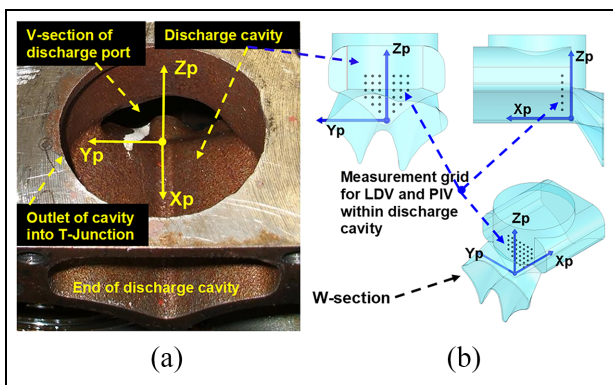 V-section of
discharge port
Discharge cavity
Zp
Yp
Xp
Outlet of cavity
into T-Junction
End of discharge cavity
(a)
Zp
Yp
Zp
Xp
Measurement grid
for LDV and PIV
within discharge
cavity
Zp
Yp
Xp
W-section
(b)